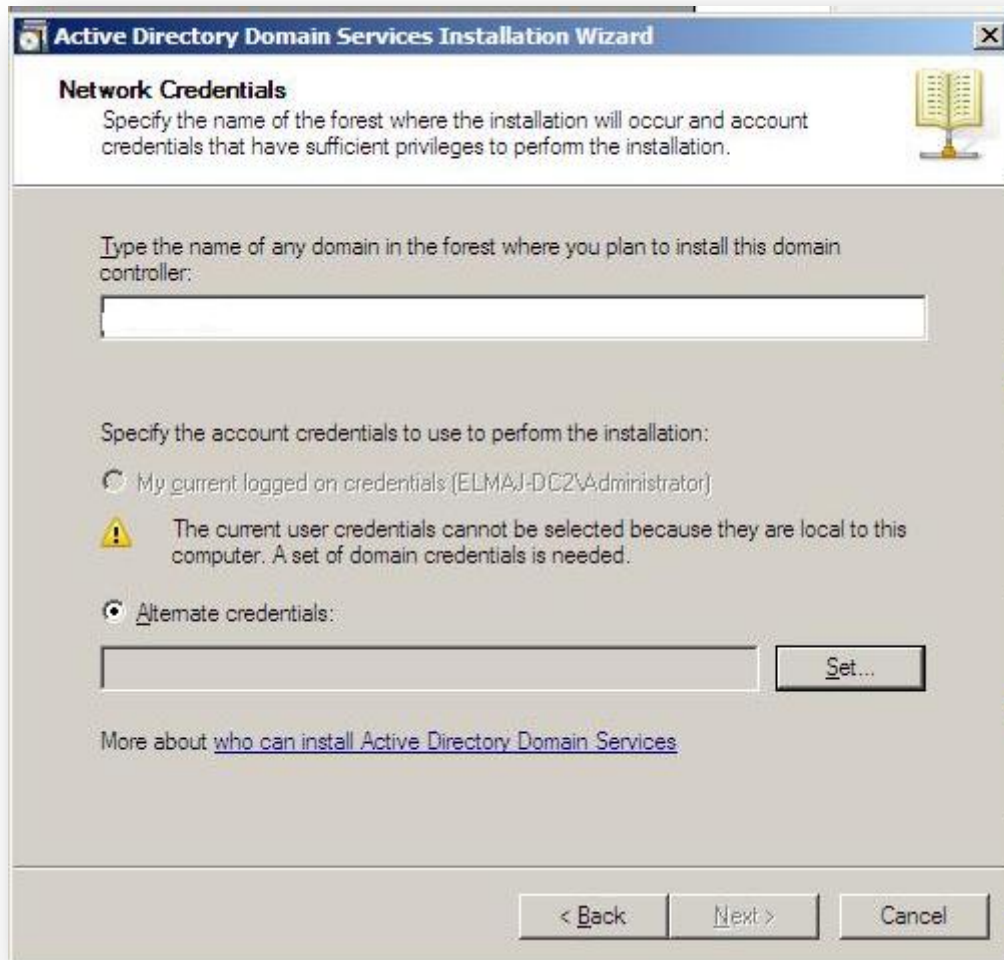 Active Directory Domain Services Installation Wizard
Network Credentials
Specify the name of the forest where the installation will occur and account
credentials that have sufficient privileges to perform the installation.
Type the name of any domain in the forest where you plan to install this domain
controller:
Specify the account credentials to use to perform the installation:
My current logged on credentials (ELMAJ-DC2\Administrator)
The current user credentials cannot be selected because they are local to this
computer. A set of domain credentials is needed.
Alternate credentials:
Set...
More about who can install Active Directory Domain Services
< Back Next > Cancel